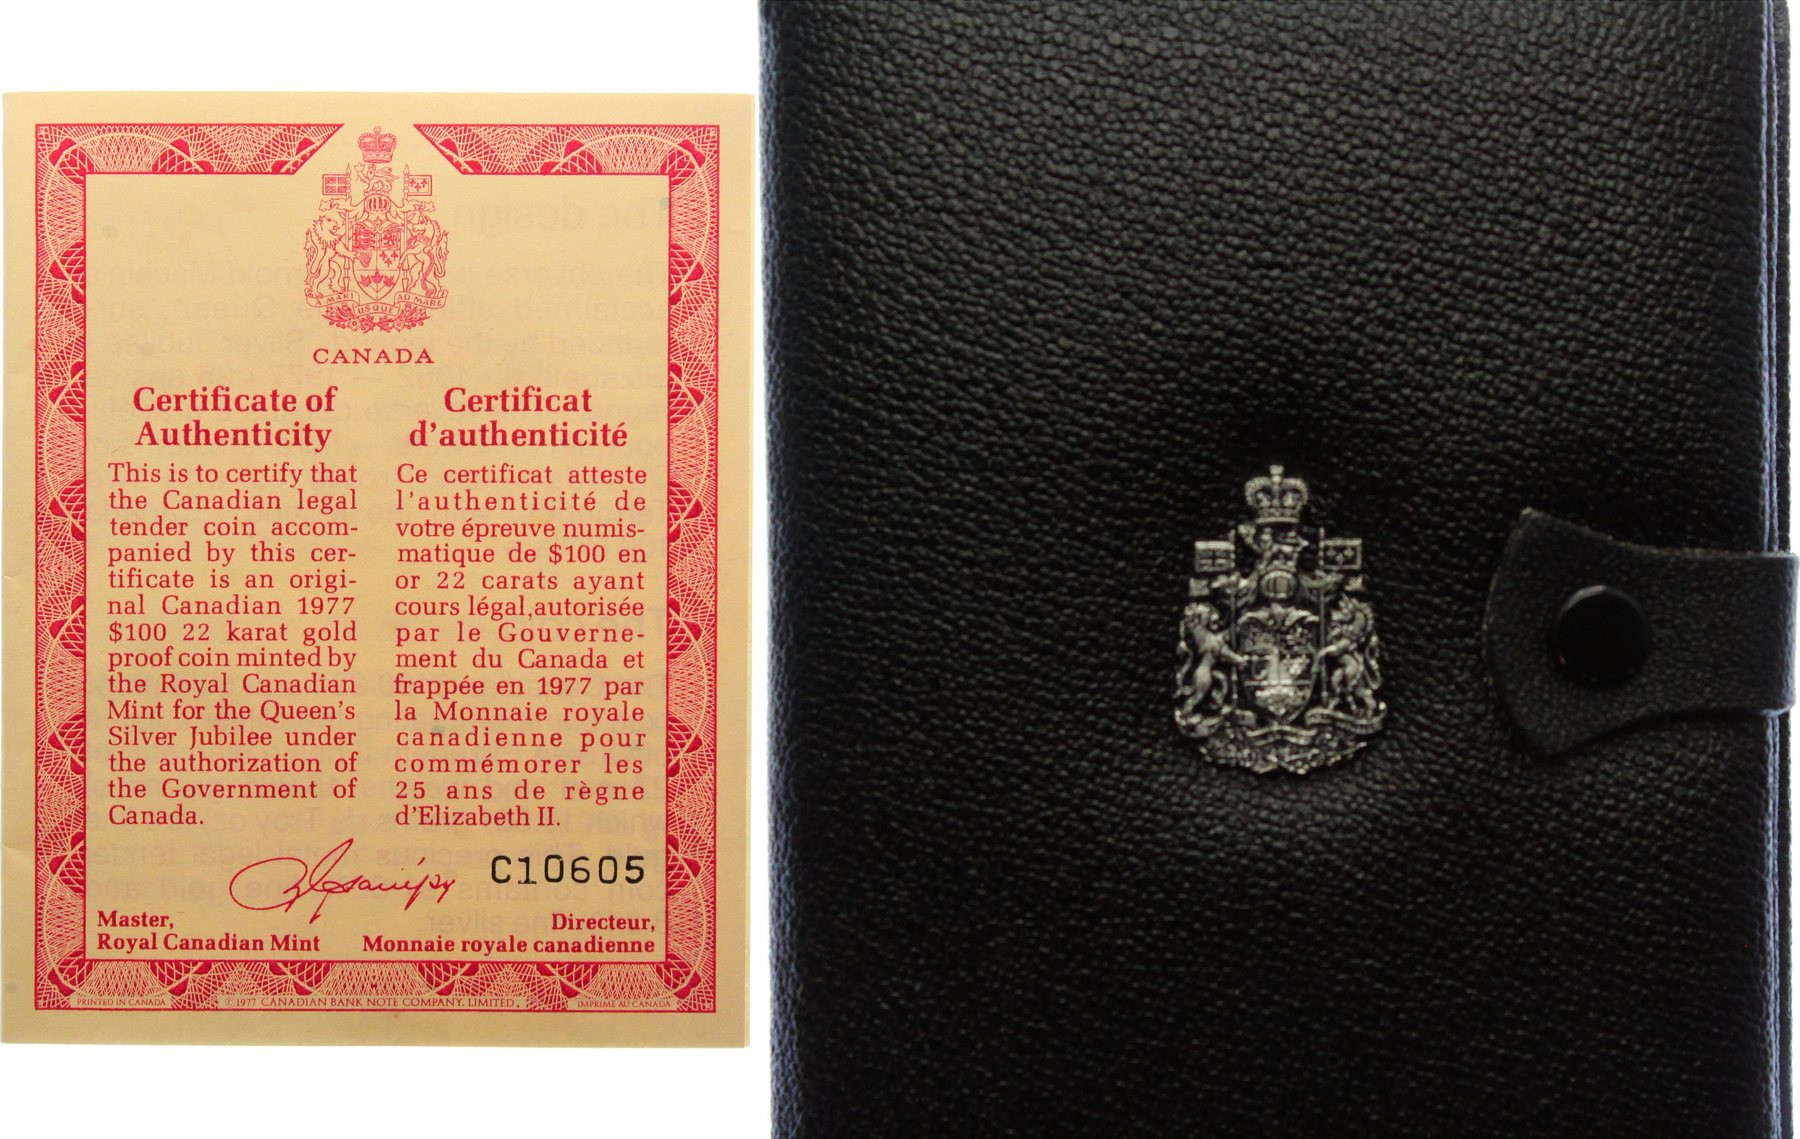 A MARI
USQUE
AD MARE
CANADA
Certificate of
Authenticity
This is to certify that
the Canadian legal
tender coin accom-
panied by this cer-
tificate is an origi-
nal Canadian 1977
$100 22 karat gold
proof coin minted by
the Royal Canadian
Mint for the Queen's
Silver Jubilee under
the authorization of
the Government of
Canada.
Certificat
d'authenticité
Ce certificat atteste
l'authenticité de
votre épreuve numis-
matique de $100 en
or 22 carats ayant
cours légal,autorisée
par le Gouverne-
ment du Canada et
frappée en 1977 par
la Monnaie royale
canadienne pour
commémorer les
25 ans de règne
d'Elizabeth II.
C10605
Master,
Royal Canadian Mint
Directeur,
Monnaie royale canadienne
PRINTED IN CANADA
©1977 CANADIAN BANK NOTE COMPANY, LIMITED.
IMPRIMÉ AU CANADA